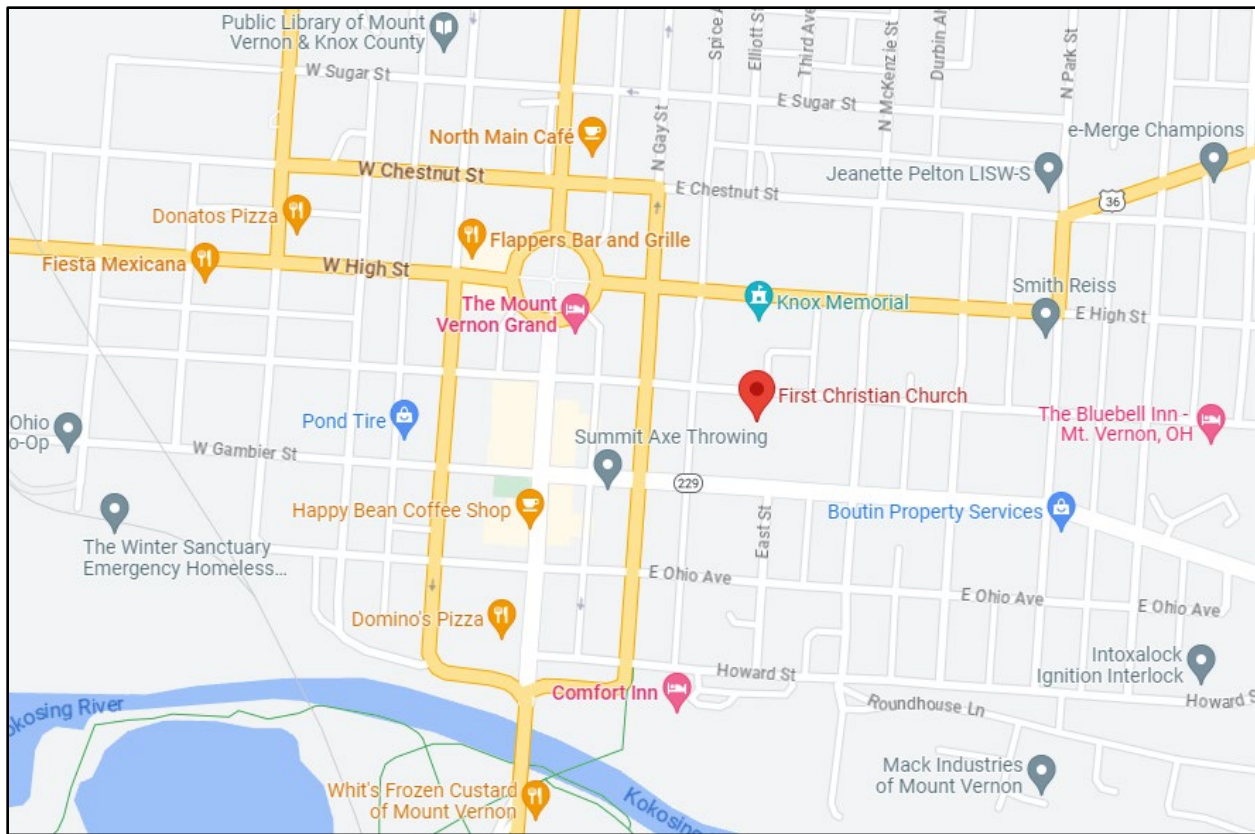 Public Library of Mount
Vernon & Knox County
W Sugar St
Spice A
Elliott St
Third Ave
N McKenzie St
Durbin Al
N Park St
E Sugar St
North Main Café
N Gay St
e-Merge Champions
W Chestnut St
E Chestnut St
Jeanette Pelton LISW-S
36
Donatos Pizza
Flappers Bar and Grille
Fiesta Mexicana
W High St
The Mount
Vernon Grand
Knox Memorial
Smith Reiss
E High St
First Christian Church
Pond Tire
The Bluebell Inn -
Mt. Vernon, OH
Ohio
o-Op
W Gambier St
Summit Axe Throwing
229
Happy Bean Coffee Shop
East St
Boutin Property Services
The Winter Sanctuary
Emergency Homeless...
E Ohio Ave
E Ohio Ave
E Ohio Ave
Domino's Pizza
Howard St
Intoxalock
Ignition Interlock
Comfort Inn
Howard S
Roundhouse Ln
okosing River
Mack Industries
of Mount Vernon
Whit's Frozen Custard
of Mount Vernon
Kokosing